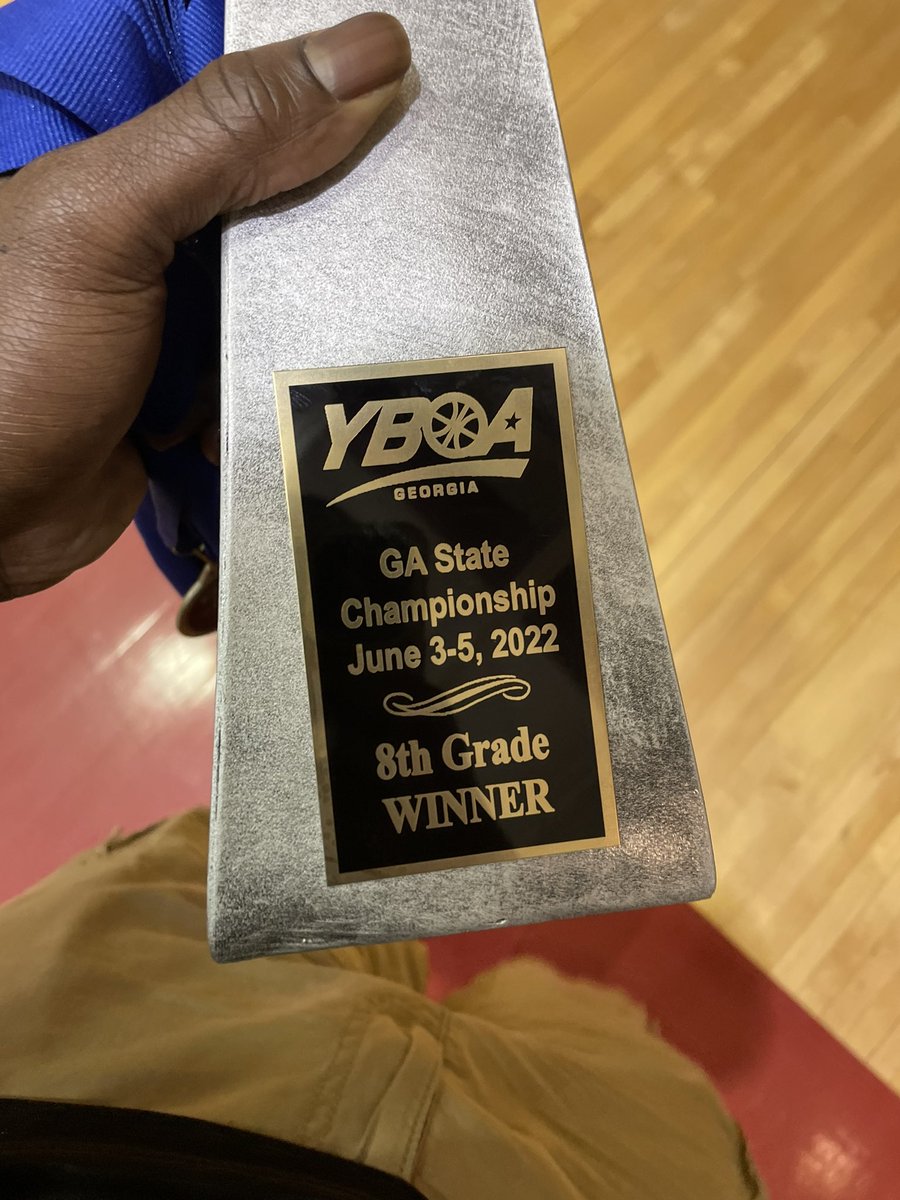 YBOA
GEORGIA
GA State
Championship
June 3-5, 2022
8th Grade
WINNER